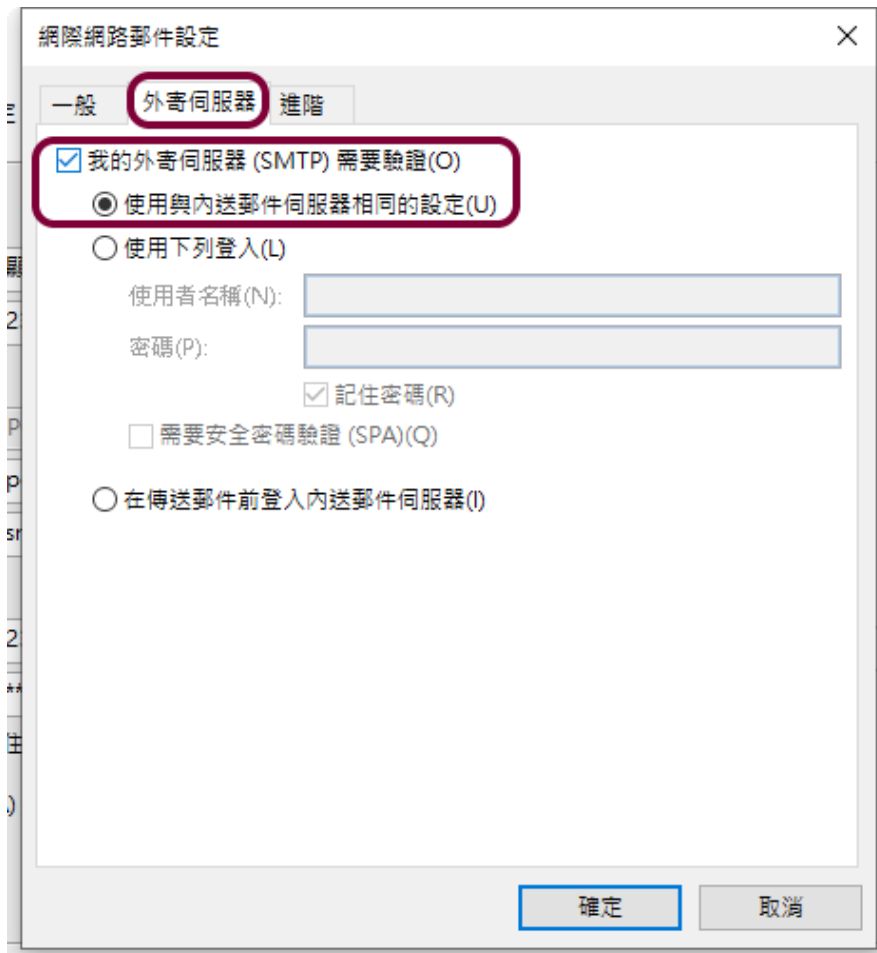 網際網路郵件設定
一般 外寄伺服器 進階
我的外寄伺服器 (SMTP) 需要驗證(O)
使用與內送郵件伺服器相同的設定(U)
使用下列登入(L)
使用者名稱(N):
密碼(P):
記住密碼(R)
需要安全密碼驗證 (SPA)(Q)
在傳送郵件前登入內送郵件伺服器(I)
確定 取消